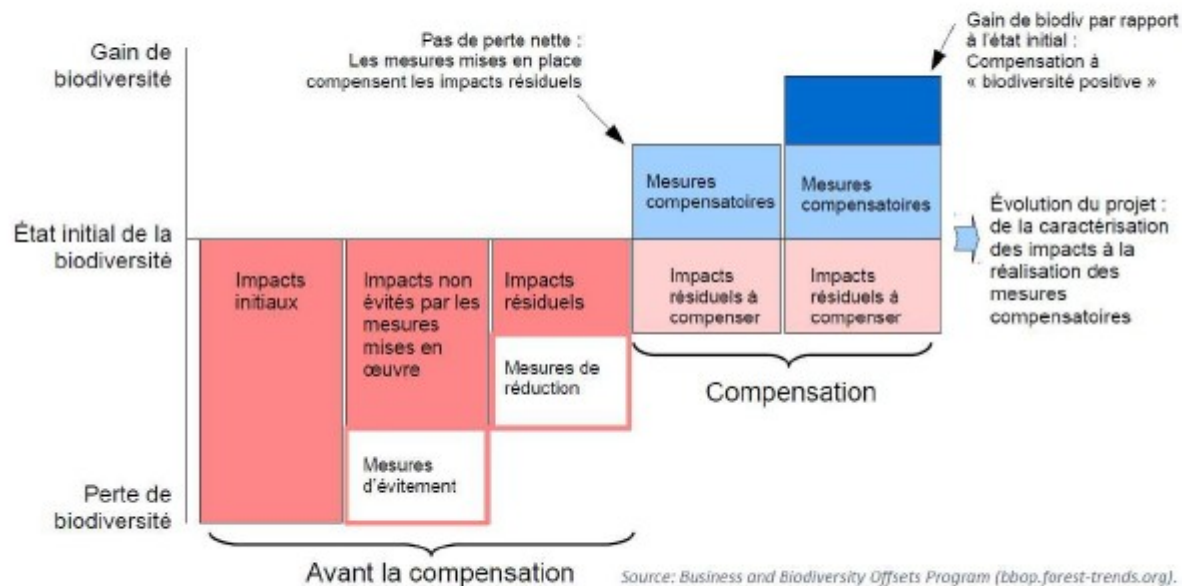 Gain de
biodiversité
Pas de perte nette :
Les mesures mises en place
compensent les impacts résiduels
Gain de biodiv par rapport
à l'état initial :
Compensation à
« biodiversité positive »
Mesures
compensatoires
Mesures
compensatoires
État initial de la
biodiversité
Évolution du projet :
de la caractérisation
des impacts à la
réalisation des
mesures
compensatoires
Impacts
initiaux
Impacts non
évités par les
mesures
mises en
œuvre
Impacts
résiduels
Impacts
résiduels à
compenser
Impacts
résiduels à
compenser
Mesures de
réduction
Compensation
Mesures
d'évitement
Perte de
biodiversité
Avant la compensation
Source: Business and Biodiversity Offsets Program (bbop.forest-trends.org).